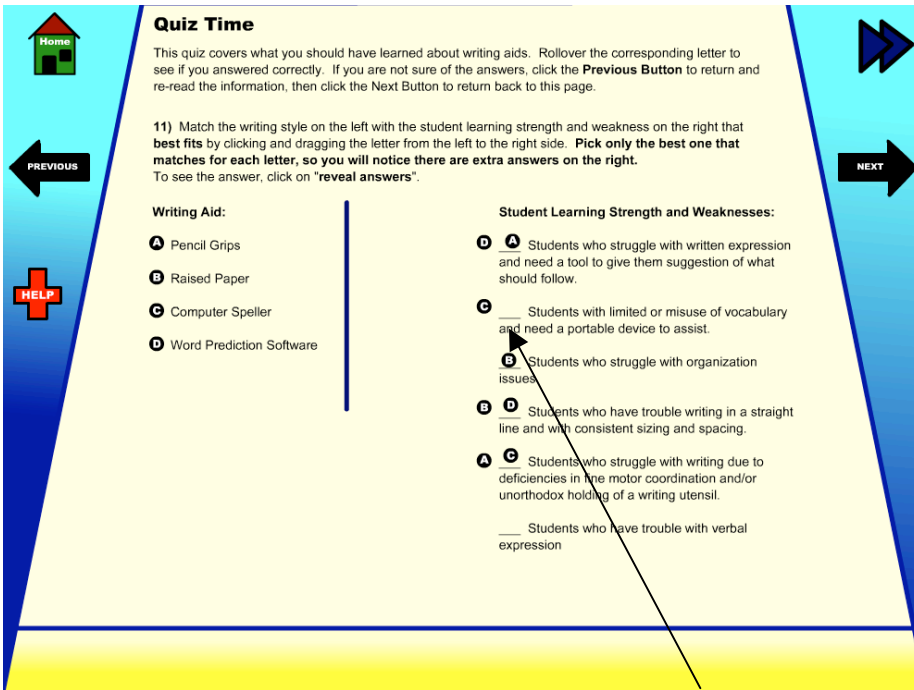 Home
Quiz Time
This quiz covers what you should have learned about writing aids. Rollover the corresponding letter to
see if you answered correctly. If you are not sure of the answers, click the Previous Button to return and
re-read the information, then click the Next Button to return back to this page.
11) Match the writing style on the left with the student learning strength and weakness on the right that
best fits by clicking and dragging the letter from the left to the right side. Pick only the best one that
matches for each letter, so you will notice there are extra answers on the right.
To see the answer, click on "reveal answers".
PREVIOUS
NEXT
HELP
Writing Aid:
A Pencil Grips
B Raised Paper
C Computer Speller
D Word Prediction Software
Student Learning Strength and Weaknesses:
D A Students who struggle with written expression
and need a tool to give them suggestion of what
should follow.
C ___ Students with limited or misuse of vocabulary
and need a portable device to assist.
B Students who struggle with organization
issues
B D Students who have trouble writing in a straight
line and with consistent sizing and spacing.
A C Students who struggle with writing due to
deficiencies in fine motor coordination and/or
unorthodox holding of a writing utensil.
___ Students who have trouble with verbal
expression